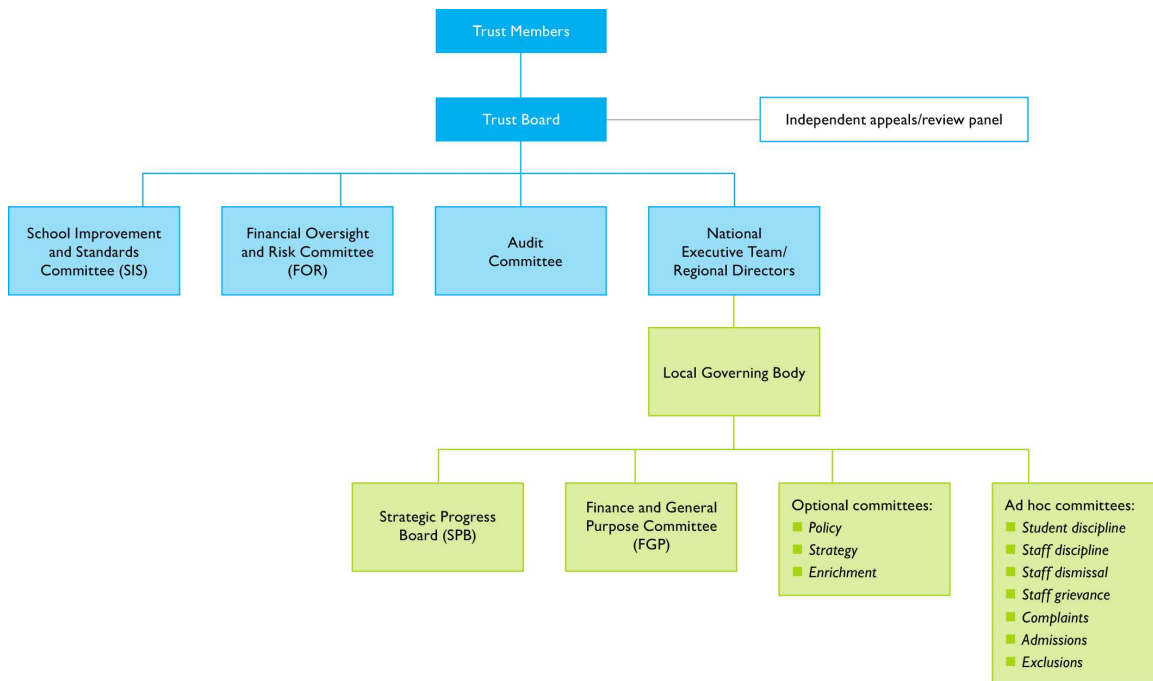 Trust Members
Trust Board
Independent appeals/review panel
School Improvement
and Standards
Committee (SIS)
Financial Oversight
and Risk Committee
(FOR)
Audit
Committee
National
Executive Team/
Regional Directors
Local Governing Body
Strategic Progress
Board (SPB)
Finance and General
Purpose Committee
(FGP)
Optional committees:
Policy
Strategy
Enrichment
Ad hoc committees:
Student discipline
Staff discipline
Staff dismissal
Staff grievance
Complaints
Admissions
Exclusions